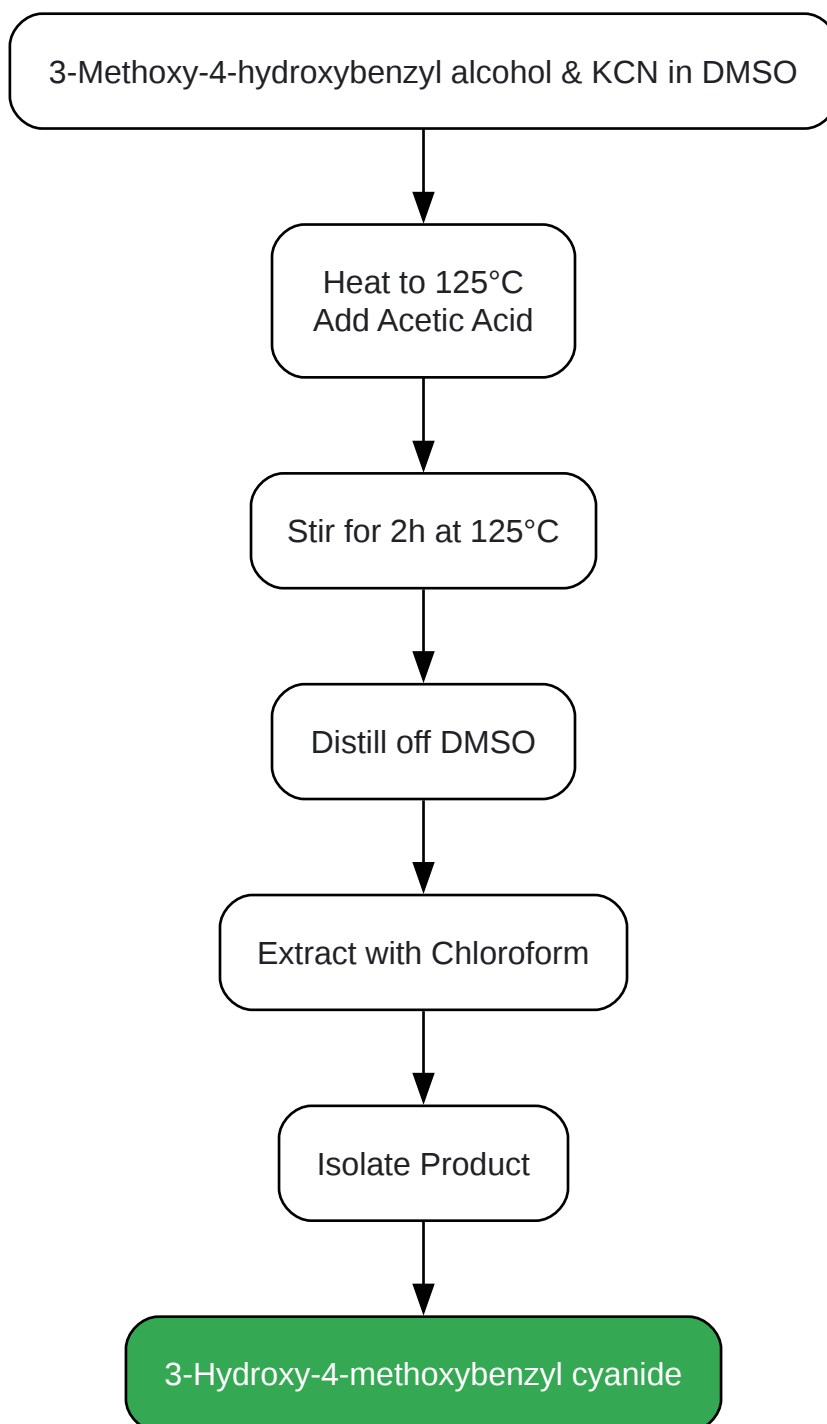 3-Methoxy-4-hydroxybenzyl alcohol & KCN in DMSO
Heat to 125°C
Add Acetic Acid
Stir for 2h at 125°C
Distill off DMSO
Extract with Chloroform
Isolate Product
3-Hydroxy-4-methoxybenzyl cyanide